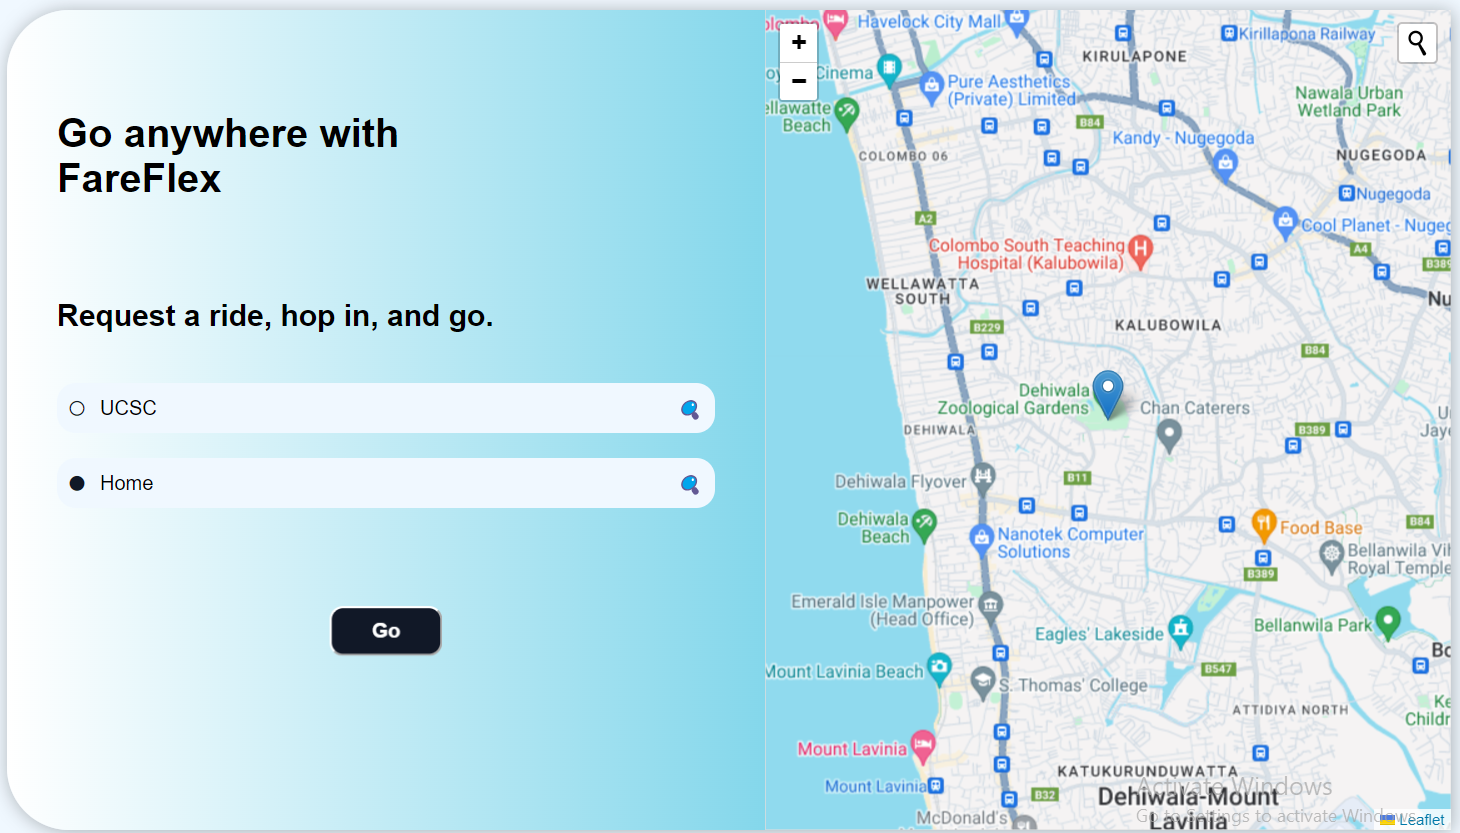 Go anywhere with
FareFlex
Request a ride, hop in, and go.
UCSC
Home
Go
+
−
Havelock City Mall
Kirillapona Railway
KIRULAPONE
Cinema
Pure Aesthetics
(Private) Limited
Nawala Urban
Wetland Park
ellawatte
Beach
B84
Kandy - Nugegoda
COLOMBO 06
NUGEGODA
Nugegoda
A2
Cool Planet - Nugeg
Colombo South Teaching
Hospital (Kalubowila)
A4
B389
WELLAWATTA
SOUTH
Nu
B229
KALUBOWILA
B84
Dehiwala
Zoological Gardens
Chan Caterers
DEHIWALA
B389
Jaye
Dehiwala Flyover
B11
Dehiwala
Beach
Nanotek Computer
Solutions
Food Base
B84
Bellanwila Vih
Royal Temple
B389
Emerald Isle Manpower
(Head Office)
Eagles' Lakeside
Bellanwila Park
Bo
Mount Lavinia Beach
B547
S. Thomas' College
ATTIDIYA NORTH
Ke
Childr
Mount Lavinia
KATUKURUNDUWATTA
Mount Lavinia
B32
Dehiwala-Mount
Lavinia
McDonald's
Activate Windows
Go to Settings to activate Windows.
Leaflet